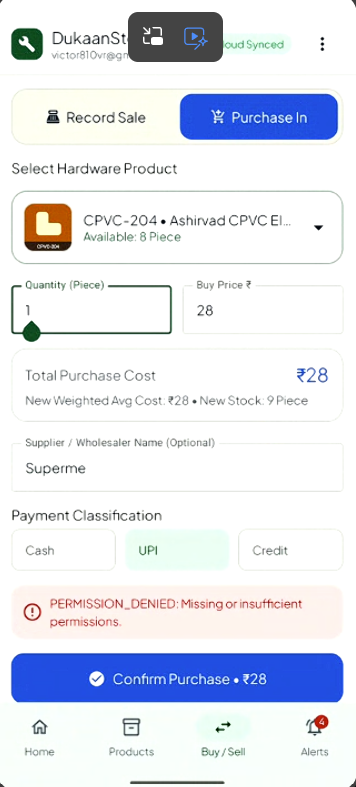 DukaanSt
victor810vr@gm
Cloud Synced
Record Sale
Purchase In
Select Hardware Product
CPVC-204 • Ashirvad CPVC El...
CPVC-204
Available: 8 Piece
Quantity (Piece)
1
Buy Price ₹
28
Total Purchase Cost
₹28
New Weighted Avg Cost: ₹28 • New Stock: 9 Piece
Supplier / Wholesaler Name (Optional)
Superme
Payment Classification
Cash
UPI
Credit
PERMISSION_DENIED: Missing or insufficient
permissions.
Confirm Purchase • ₹28
4
Home
Products
Buy / Sell
Alerts